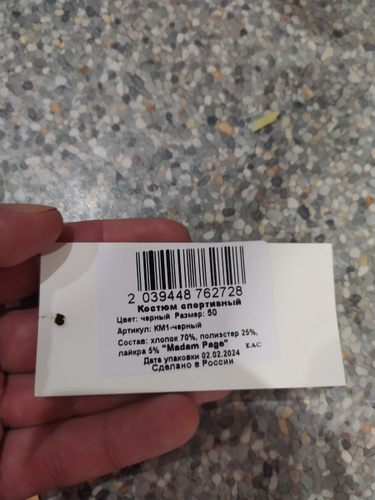 2 039448 762728
Костюм спортивный
Цвет: черный Размер: 50
Артикул: КМ1-черный
Состав: хлопок 70%, полиэстер 25%,
лайкра 5% "Madam Page" EAC
Дата упаковки 02.02.2024
Сделано в России